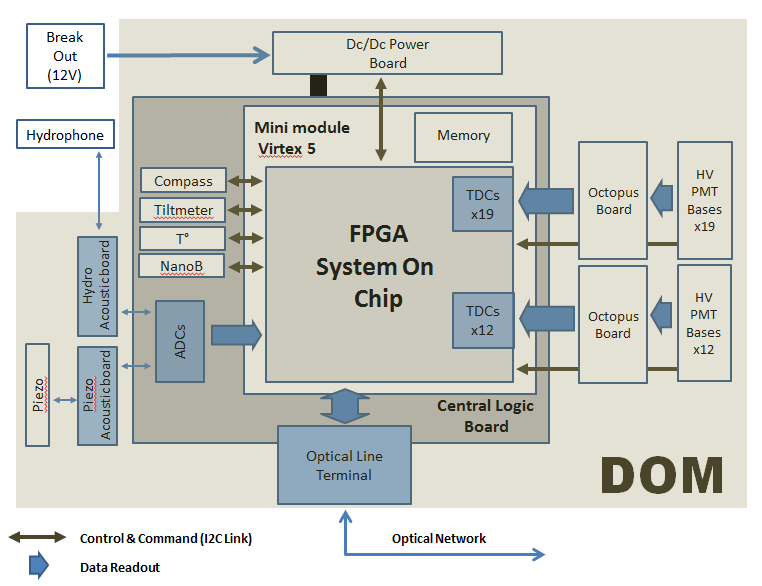 Break
Out
(12V)
Dc/Dc Power
Board
Hydrophone
Mini module
Virtex 5
Memory
Compass
Tiltmeter
T°
NanoB
FPGA
System On
Chip
TDCs
x19
TDCs
x12
Octopus
Board
HV
PMT
Bases
x19
Octopus
Board
HV
PMT
Bases
x12
Hydro
Acousticboard
ADCs
Piezo
Piezo
Acousticboard
Central Logic
Board
Optical Line
Terminal
DOM
Control & Command (I2C Link)
Optical Network
Data Readout